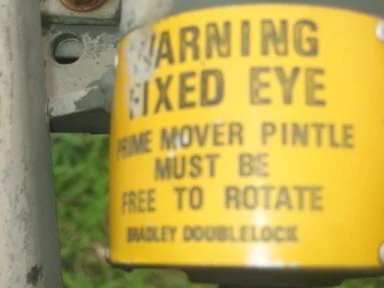 WARNING
FIXED EYE
PRIME MOVER PINTLE
MUST BE
FREE TO ROTATE
BRADLEY DOUBLELOCK